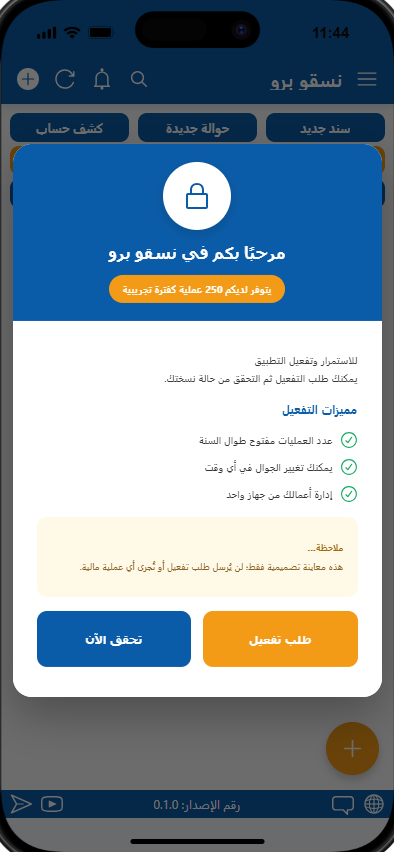 11:44
نسقو برو
سند جديد
حوالة جديدة
كشف حساب
مرحبًا بكم في نسقو برو
يتوفر لديكم 250 عملية كفترة تجريبية
للاستمرار وتفعيل التطبيق
يمكنك طلب التفعيل ثم التحقق من حالة نسختك.
مميزات التفعيل
عدد العمليات مفتوح طوال السنة
يمكنك تغيير الجوال في أي وقت
إدارة أعمالك من جهاز واحد
ملاحظة...
هذه معاينة تصميمية فقط؛ لن يُرسل طلب تفعيل أو تُجرى أي عملية مالية.
طلب تفعيل
تحقق الآن
رقم الإصدار: 0.1.0